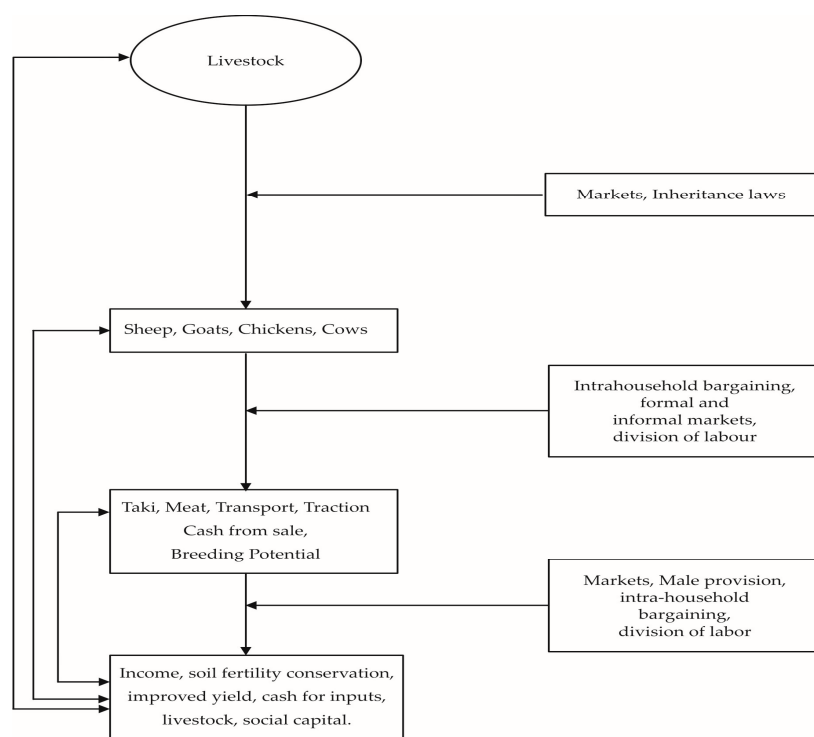 Livestock
Markets, Inheritance laws
Sheep, Goats, Chickens, Cows
Intrahousehold bargaining,
formal and
informal markets,
division of labour
Taki, Meat, Transport, Traction
Cash from sale,
Breeding Potential
Markets, Male provision,
intra-household
bargaining,
division of labor
Income, soil fertility conservation,
improved yield, cash for inputs,
livestock, social capital.